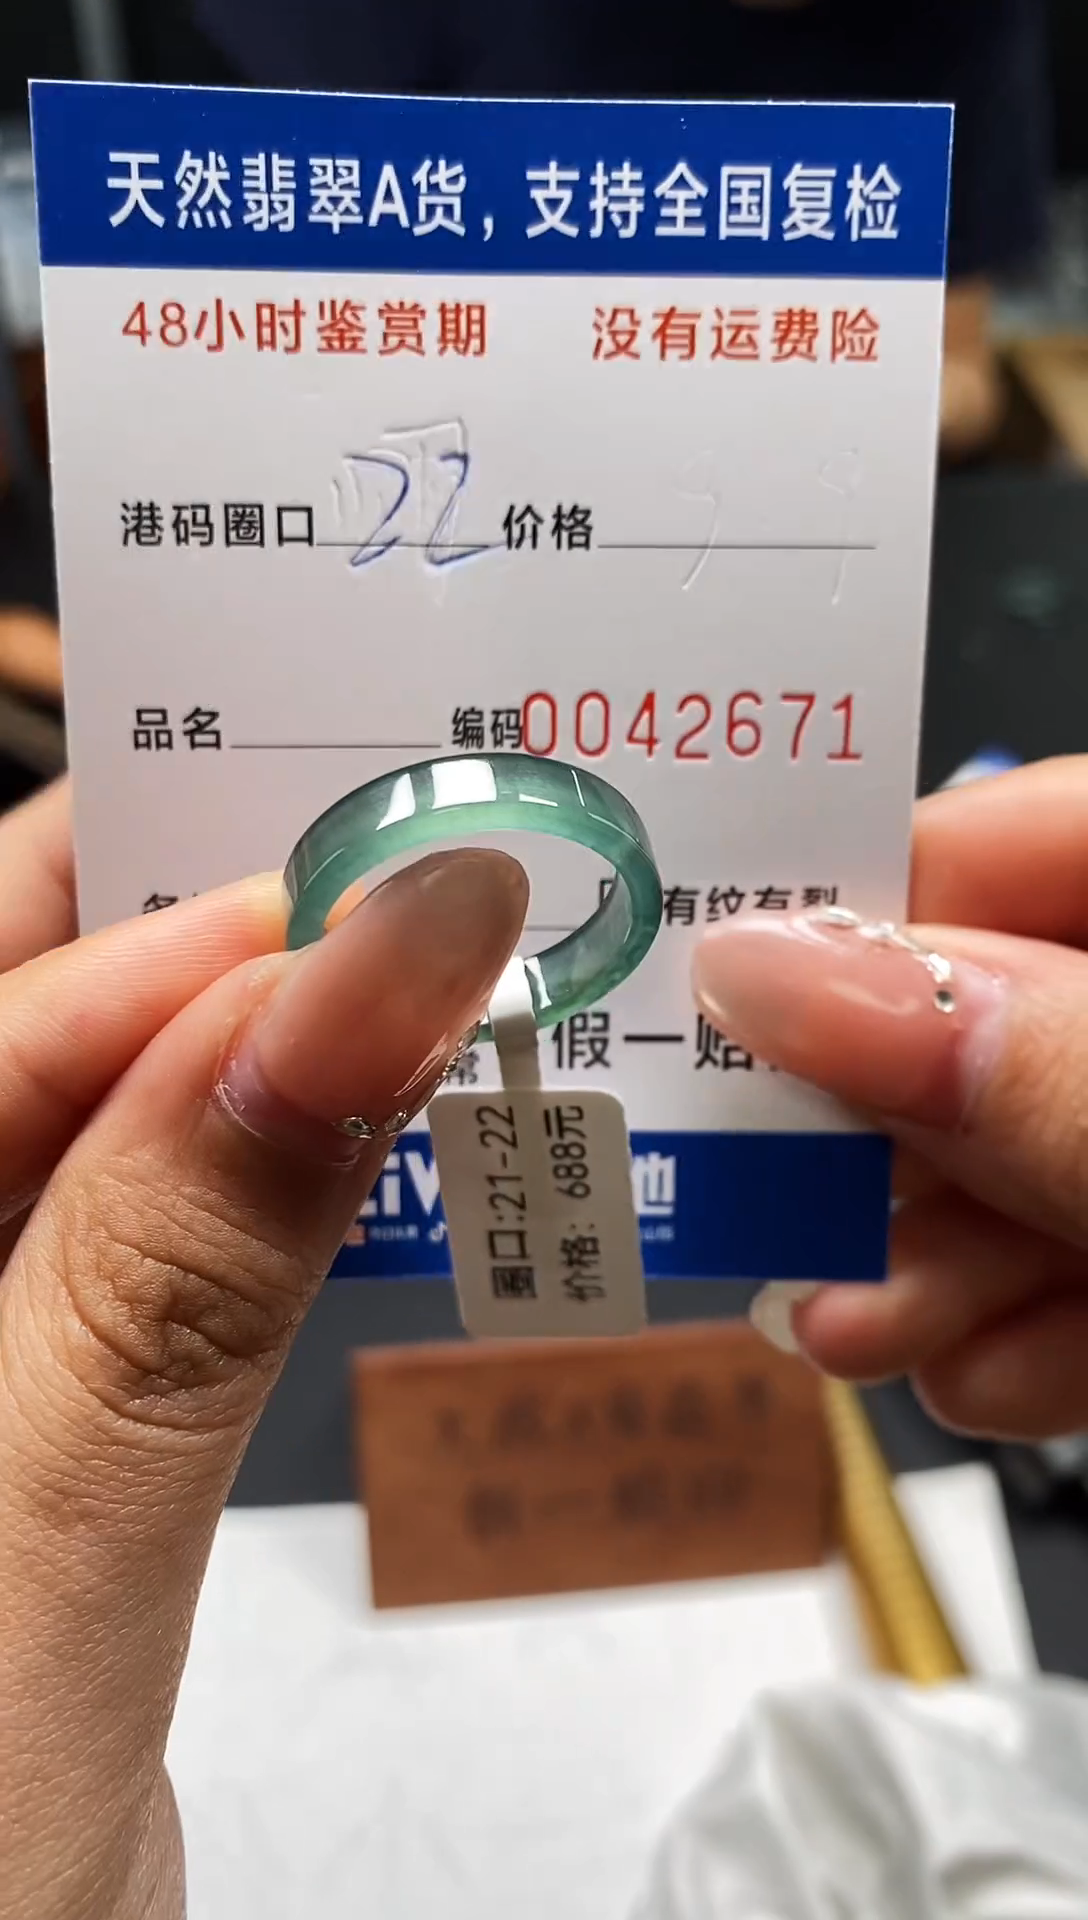 天然翡翠A货，支持全国复检
48小时鉴赏期 没有运费险
港码圈口 22 价格
品名 编码0042671
有纹有裂
假一赔
圈口:21-22
价格: 688元